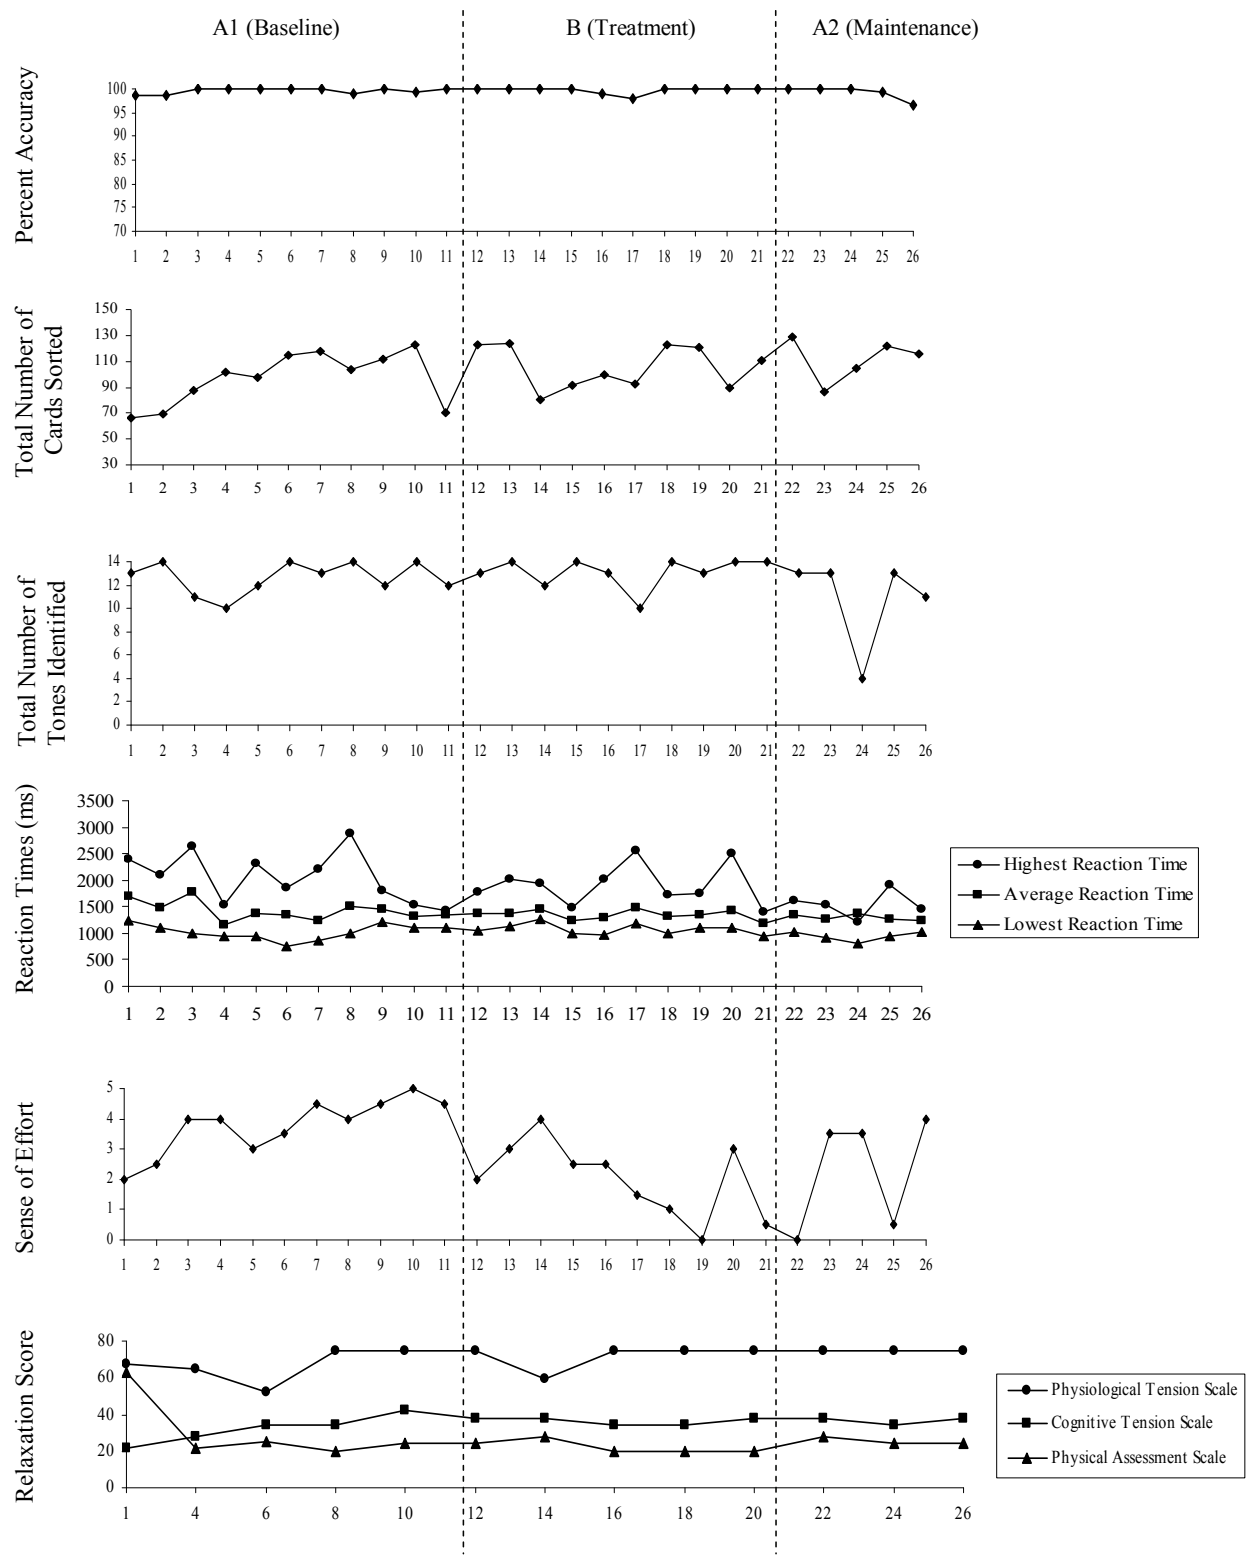 A1 (Baseline) B (Treatment) A2 (Maintenance)
Percent Accuracy
100
95
90
85
80
75
70
1 2 3 4 5 6 7 8 9 10 11 12 13 14 15 16 17 18 19 20 21 22 23 24 25 26
Total Number of
Cards Sorted
150
130
110
90
70
50
30
1 2 3 4 5 6 7 8 9 10 11 12 13 14 15 16 17 18 19 20 21 22 23 24 25 26
Total Number of
Tones Identified
14
12
10
8
6
4
2
0
1 2 3 4 5 6 7 8 9 10 11 12 13 14 15 16 17 18 19 20 21 22 23 24 25 26
Reaction Times (ms)
3500
3000
2500
2000
1500
1000
500
0
1 2 3 4 5 6 7 8 9 10 11 12 13 14 15 16 17 18 19 20 21 22 23 24 25 26
Highest Reaction Time
Average Reaction Time
Lowest Reaction Time
Sense of Effort
5
4
3
2
1
0
1 2 3 4 5 6 7 8 9 10 11 12 13 14 15 16 17 18 19 20 21 22 23 24 25 26
Relaxation Score
80
60
40
20
0
1 4 6 8 10 12 14 16 18 20 22 24 26
Physiological Tension Scale
Cognitive Tension Scale
Physical Assessment Scale